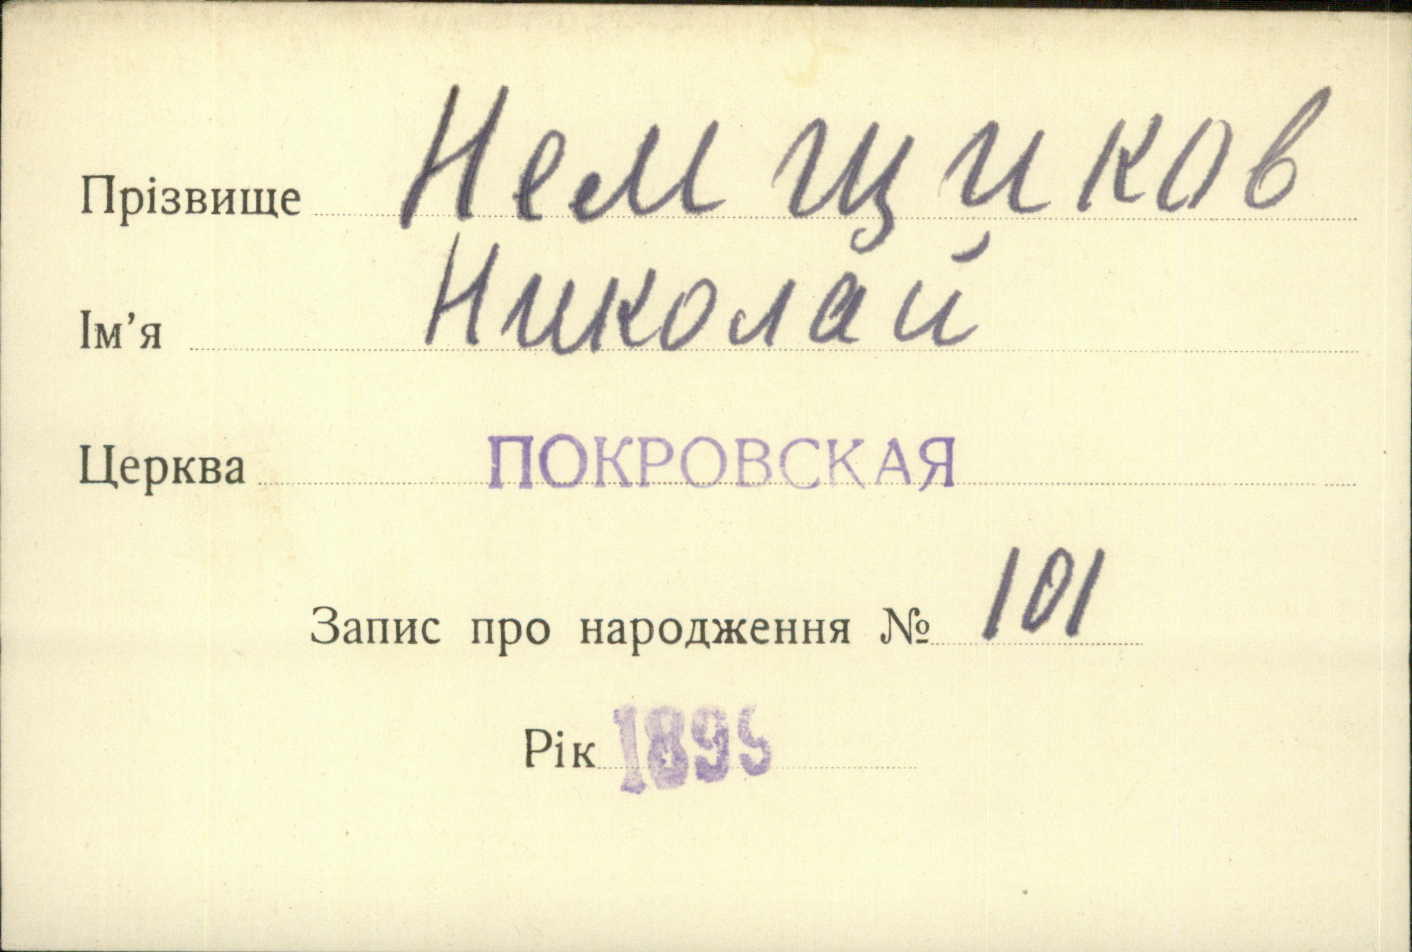 Прізвище Немщиков
Ім’я Николай
Церква ПОКРОВСКАЯ
Запис про народження № 101
Рік 1895